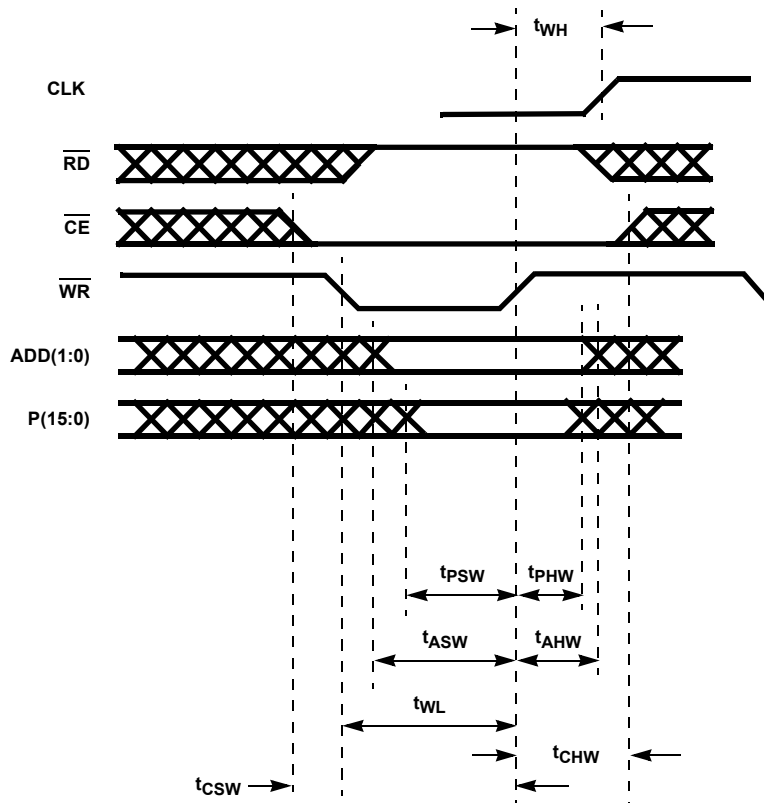 tWH
CLK
RD
CE
WR
ADD(1:0)
P(15:0)
tPSW tPHW
tASW tAHW
tWL
tCHW
tCSW